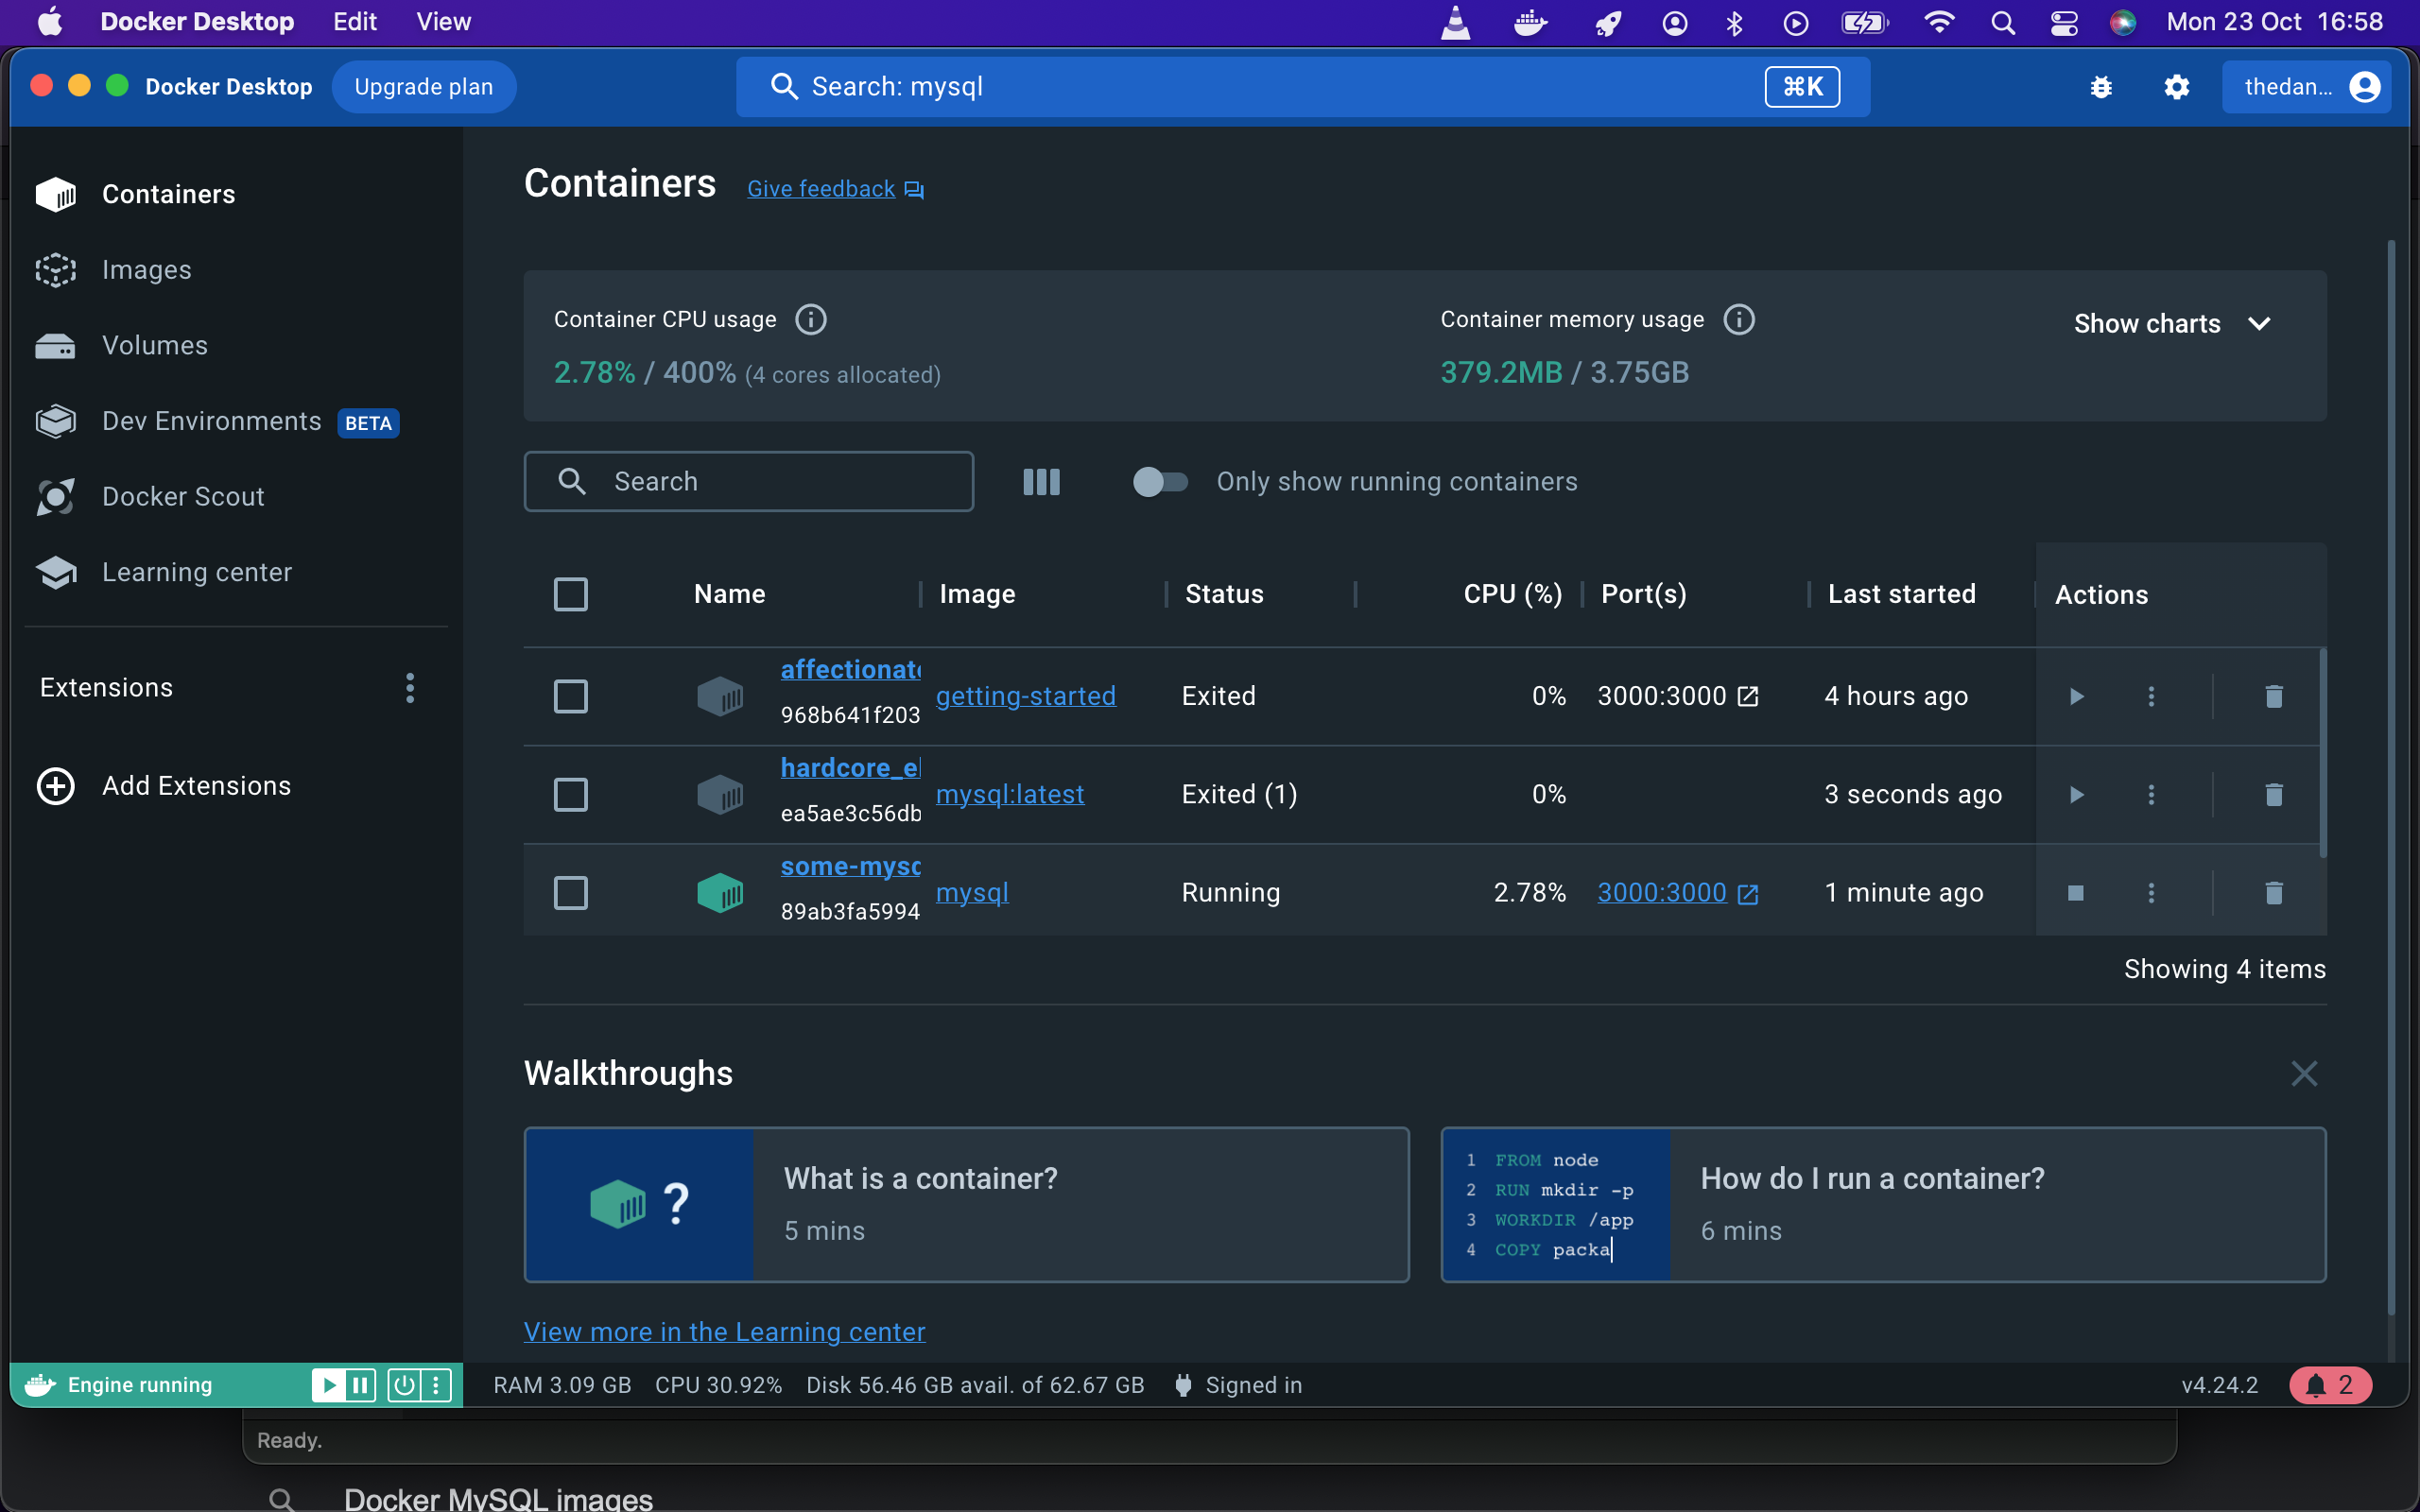 Docker Desktop Edit View Mon 23 Oct 16:58
Docker Desktop Upgrade plan Search: mysql ⌘K thedan...
Containers
Images
Volumes
Dev Environments BETA
Docker Scout
Learning center
Extensions
Add Extensions
Containers Give feedback
Container CPU usage
2.78% / 400% (4 cores allocated)
Container memory usage
379.2MB / 3.75GB
Show charts
Search Only show running containers
Name Image Status CPU (%) Port(s) Last started Actions
affectionate
968b641f203
getting-started Exited 0% 3000:3000 4 hours ago
hardcore_el
ea5ae3c56db
mysql:latest Exited (1) 0% 3 seconds ago
some-mysq
89ab3fa5994
mysql Running 2.78% 3000:3000 1 minute ago
Showing 4 items
Walkthroughs
?
What is a container?
5 mins
1 FROM node
2 RUN mkdir -p
3 WORKDIR /app
4 COPY packa
How do I run a container?
6 mins
View more in the Learning center
Engine running RAM 3.09 GB CPU 30.92% Disk 56.46 GB avail. of 62.67 GB Signed in v4.24.2 2
Ready.
Docker MySQL images